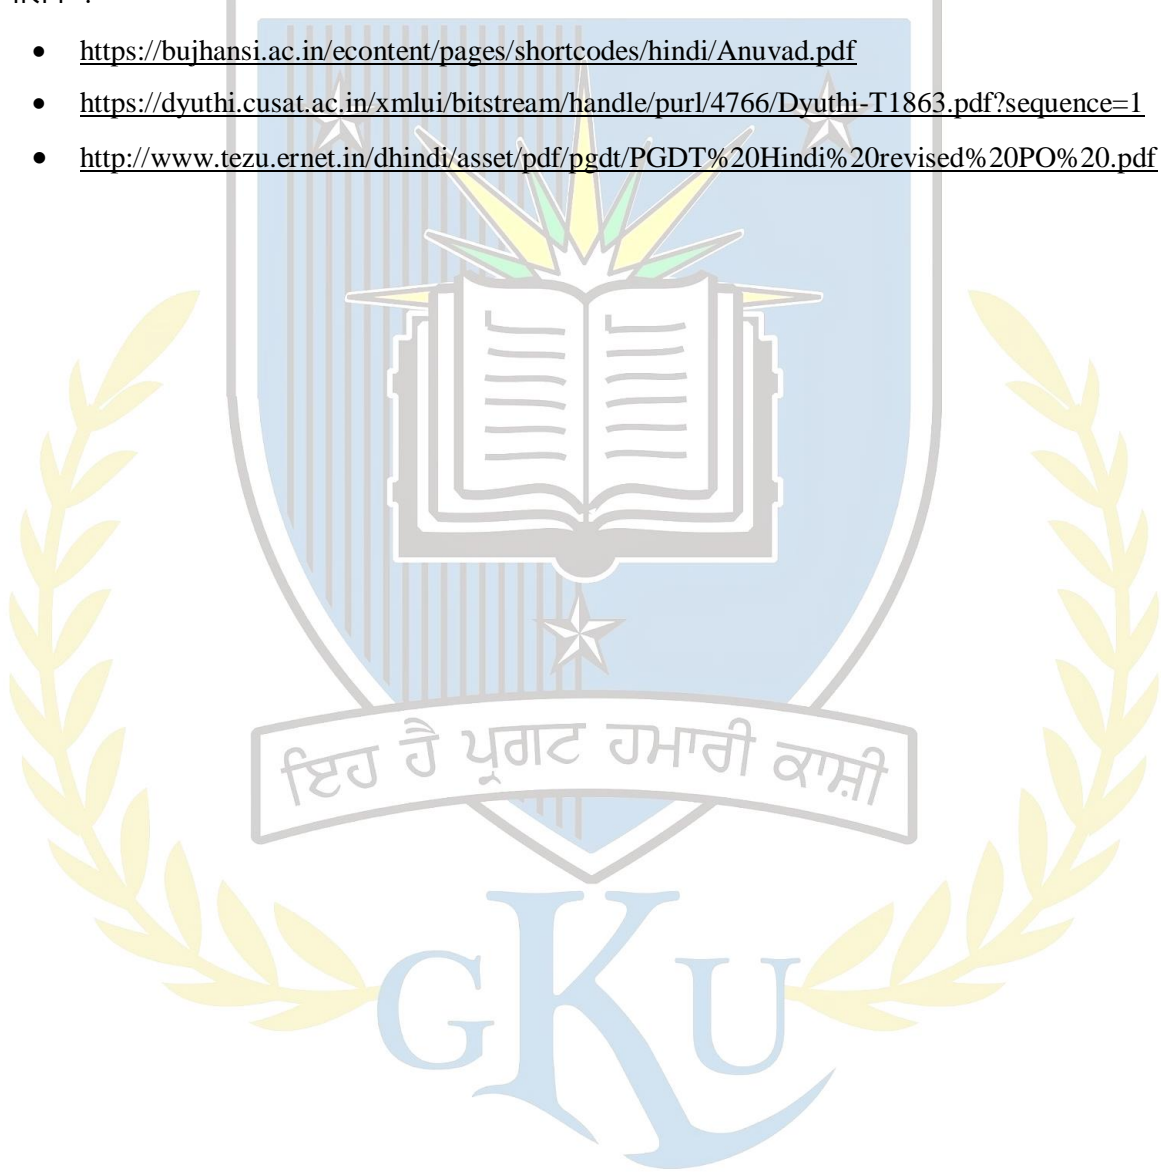 https://bujhansi.ac.in/econtent/pages/shortcodes/hindi/Anuvad.pdf
https://dyuthi.cusat.ac.in/xmlui/bitstream/handle/purl/4766/Dyuthi-T1863.pdf?sequence=1
http://www.tezu.ernet.in/dhindi/asset/pdf/pgdt/PGDT%20Hindi%20revised%20PO%20.pdf
ਇਹ ਹੈ ਪ੍ਰਗਟ ਹਮਾਰੀ ਕਾਸ਼ੀ
GKU